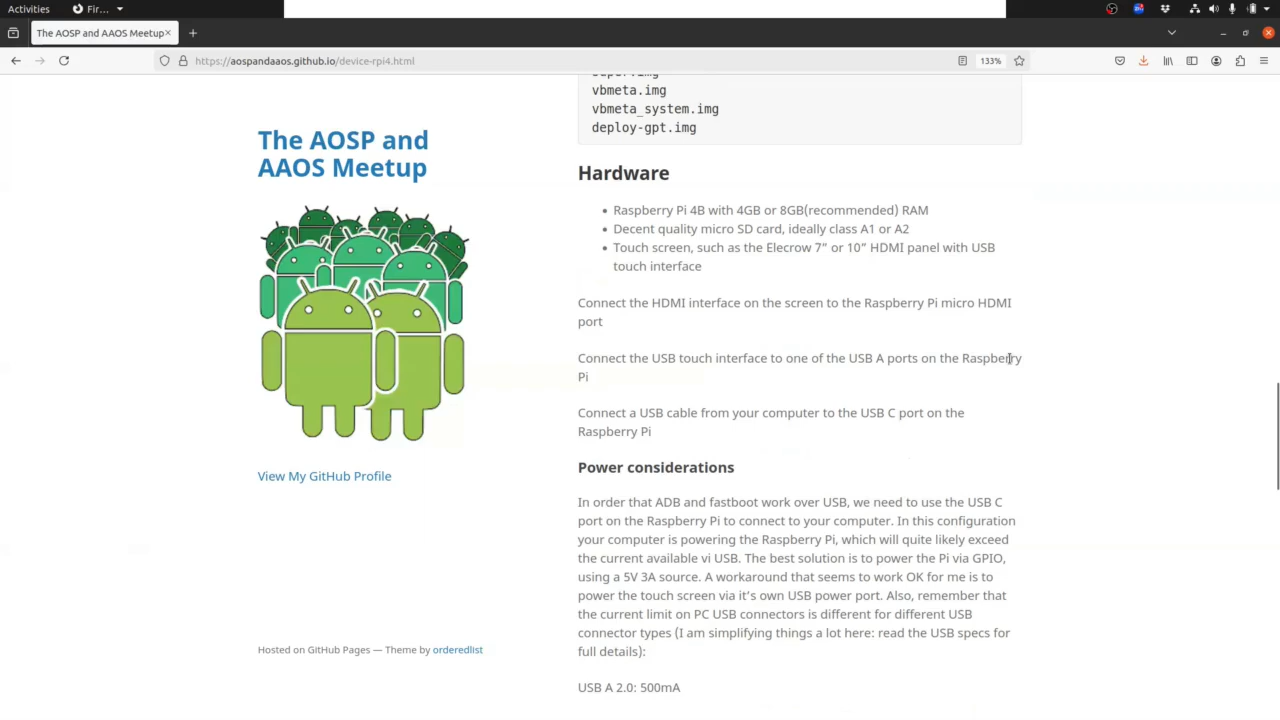 Activities
Fir...
The AOSP and AAOS Meetup
https://aospandaaos.github.io/device-rpi4.html
133%
vbmeta.img
vbmeta_system.img
deploy-gpt.img
The AOSP and
AAOS Meetup
View My GitHub Profile
Hosted on GitHub Pages — Theme by orderedlist
Hardware
Raspberry Pi 4B with 4GB or 8GB(recommended) RAM
Decent quality micro SD card, ideally class A1 or A2
Touch screen, such as the Elecrow 7" or 10” HDMI panel with USB
touch interface
Connect the HDMI interface on the screen to the Raspberry Pi micro HDMI
port
Connect the USB touch interface to one of the USB A ports on the Raspberry
Pi
Connect a USB cable from your computer to the USB C port on the
Raspberry Pi
Power considerations
In order that ADB and fastboot work over USB, we need to use the USB C
port on the Raspberry Pi to connect to your computer. In this configuration
your computer is powering the Raspberry Pi, which will quite likely exceed
the current available vi USB. The best solution is to power the Pi via GPIO,
using a 5V 3A source. A workaround that seems to work OK for me is to
power the touch screen via it’s own USB power port. Also, remember that
the current limit on PC USB connectors is different for different USB
connector types (I am simplifying things a lot here: read the USB specs for
full details):
USB A 2.0: 500mA